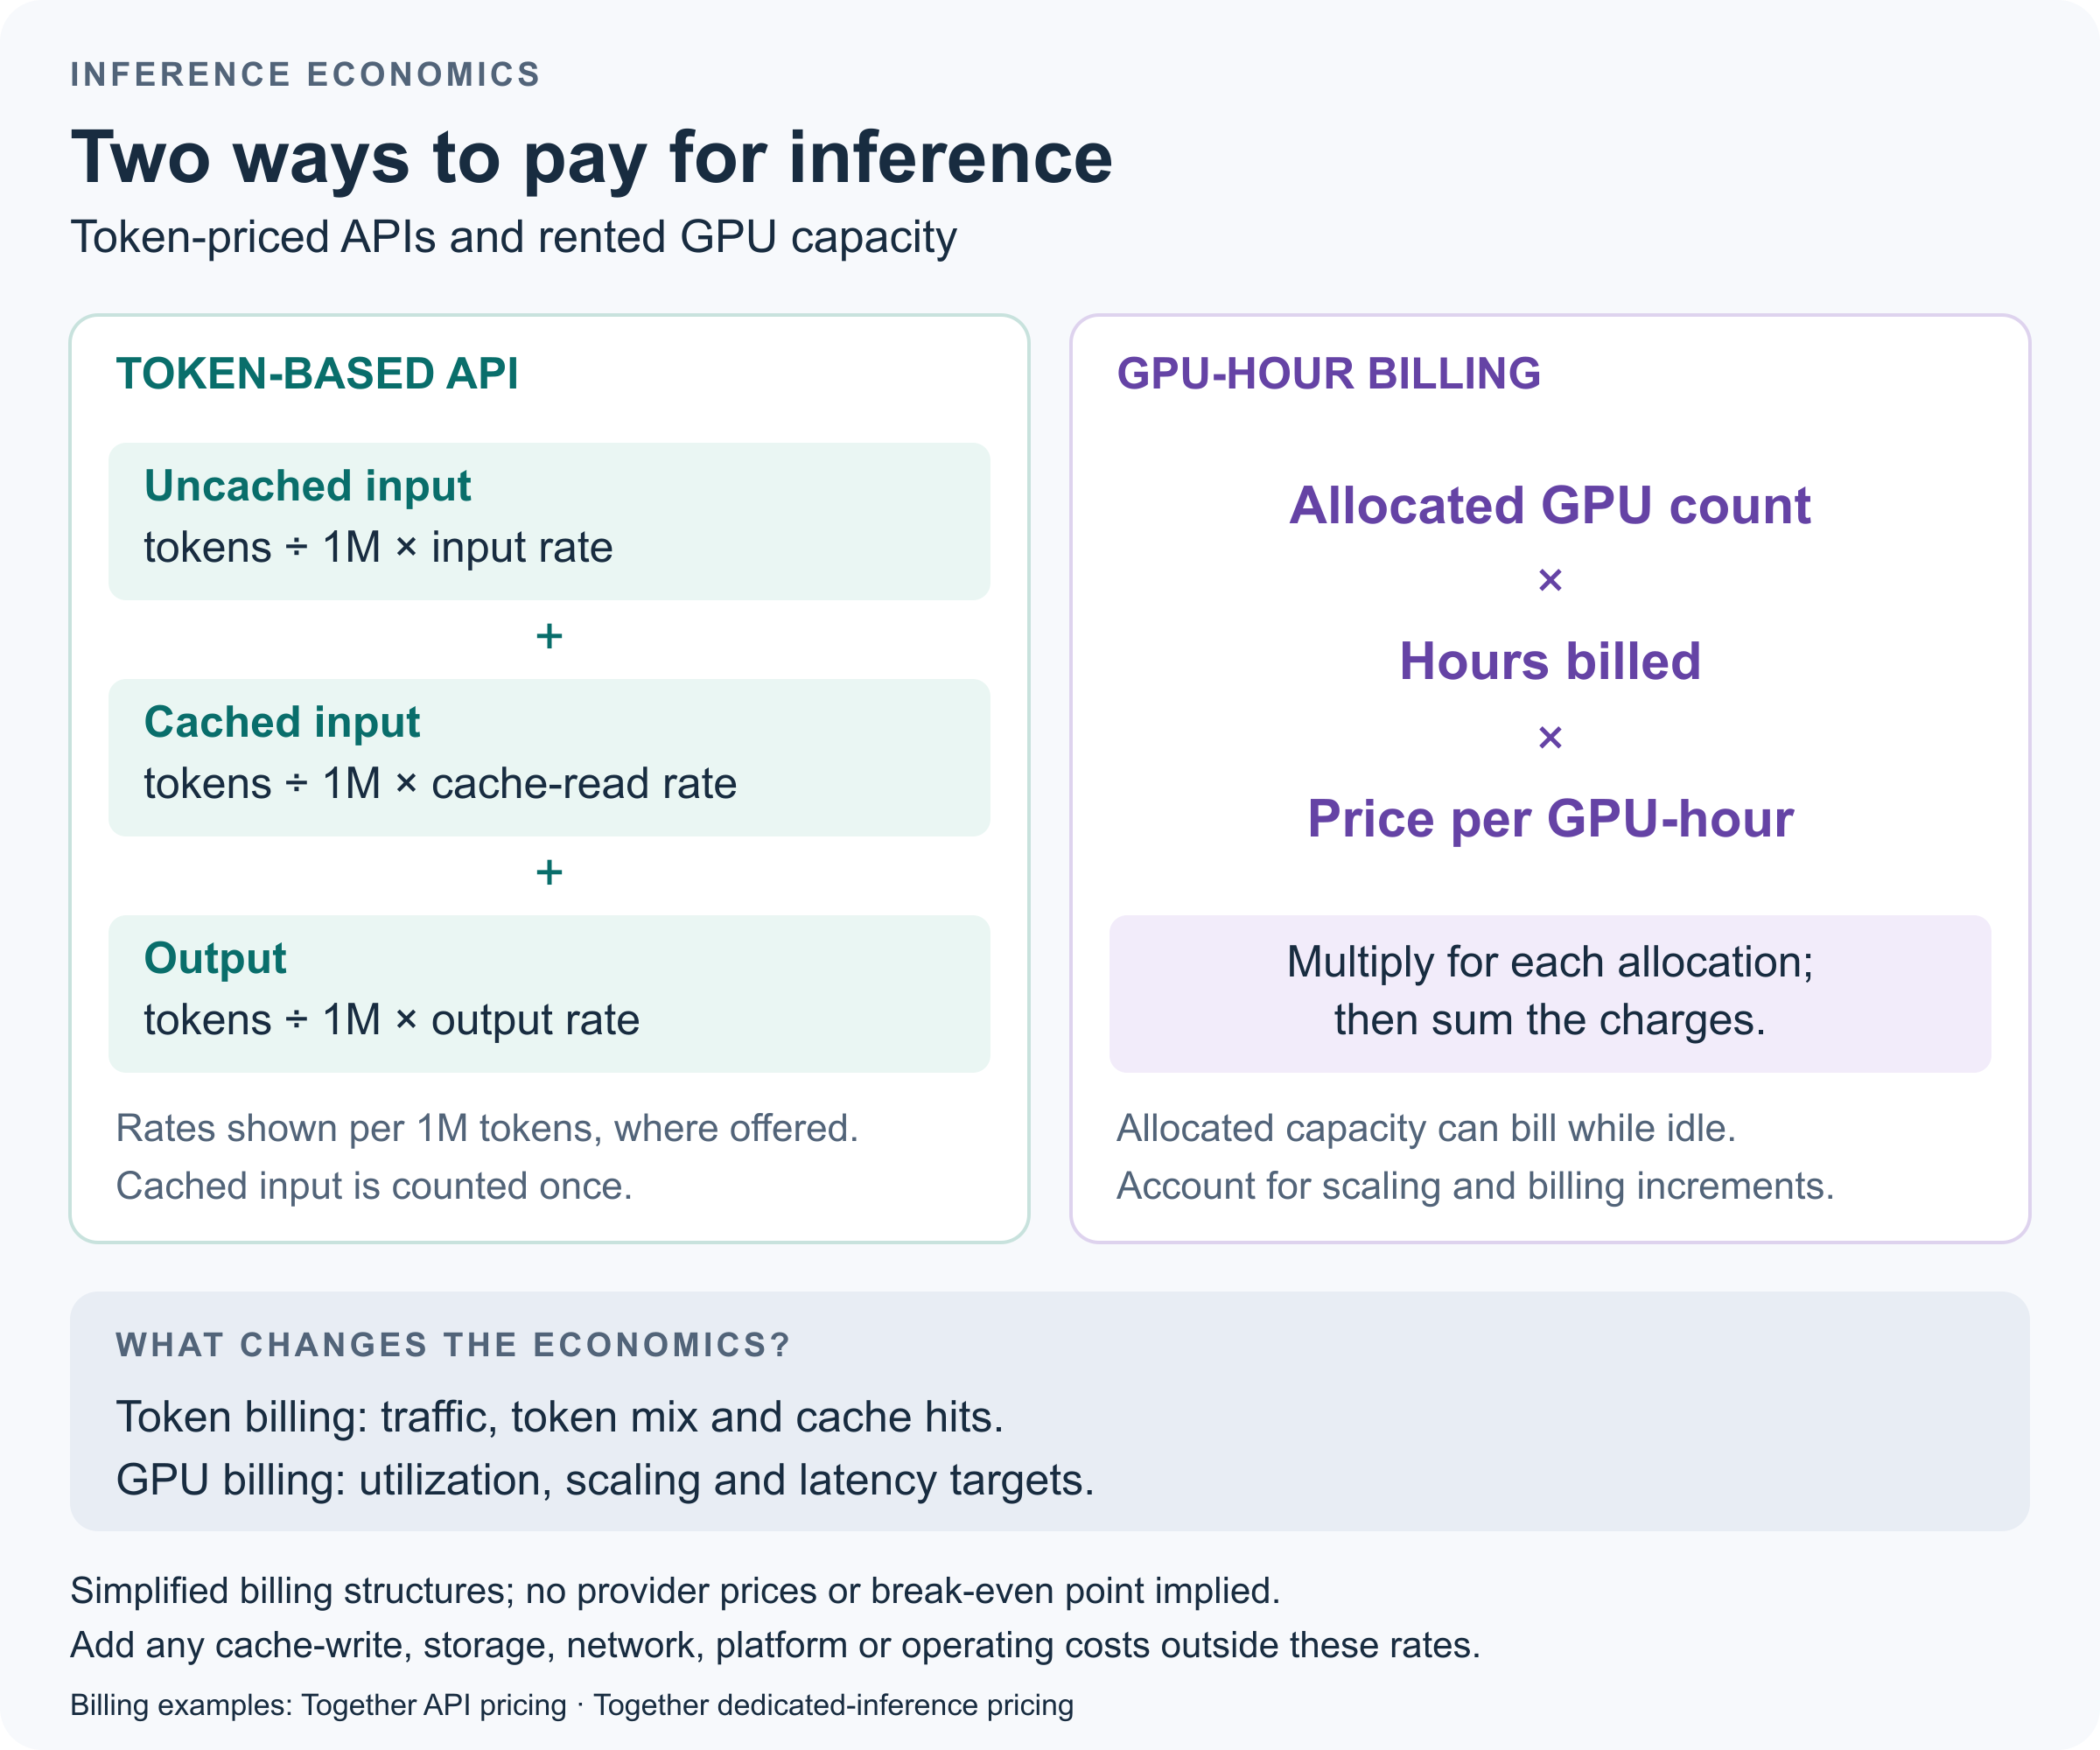 INFERENCE ECONOMICS
Two ways to pay for inference
Token-priced APIs and rented GPU capacity
TOKEN-BASED API
Uncached input
tokens ÷ 1M × input rate
+
Cached input
tokens ÷ 1M × cache-read rate
+
Output
tokens ÷ 1M × output rate
Rates shown per 1M tokens, where offered.
Cached input is counted once.
GPU-HOUR BILLING
Allocated GPU count
×
Hours billed
×
Price per GPU-hour
Multiply for each allocation;
then sum the charges.
Allocated capacity can bill while idle.
Account for scaling and billing increments.
WHAT CHANGES THE ECONOMICS?
Token billing: traffic, token mix and cache hits.
GPU billing: utilization, scaling and latency targets.
Simplified billing structures; no provider prices or break-even point implied.
Add any cache-write, storage, network, platform or operating costs outside these rates.
Billing examples: Together API pricing · Together dedicated-inference pricing